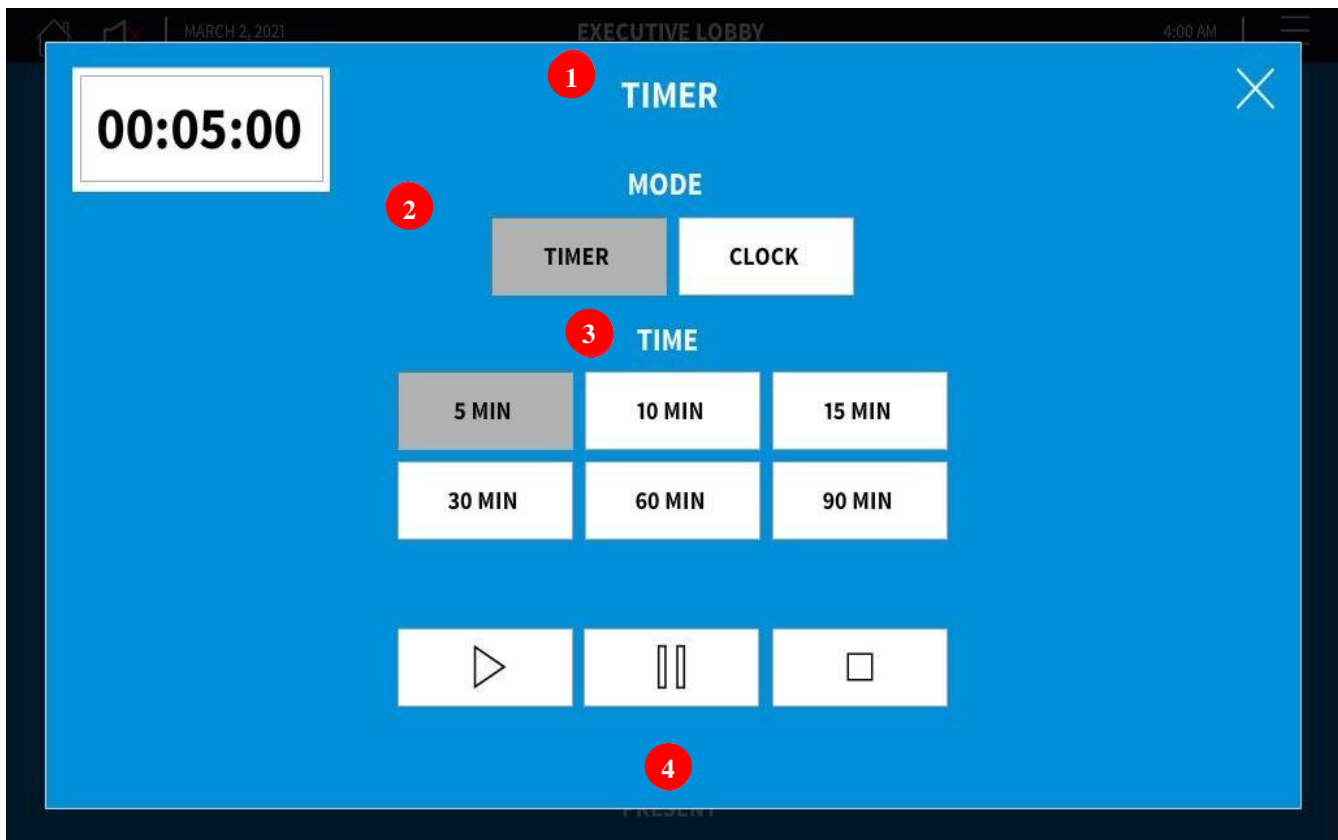 MARCH 2, 2021 EXECUTIVE LOBBY 4:00 AM
1 TIMER
00:05:00
MODE
2
TIMER CLOCK
3 TIME
5 MIN 10 MIN 15 MIN
30 MIN 60 MIN 90 MIN
4
PRESENT